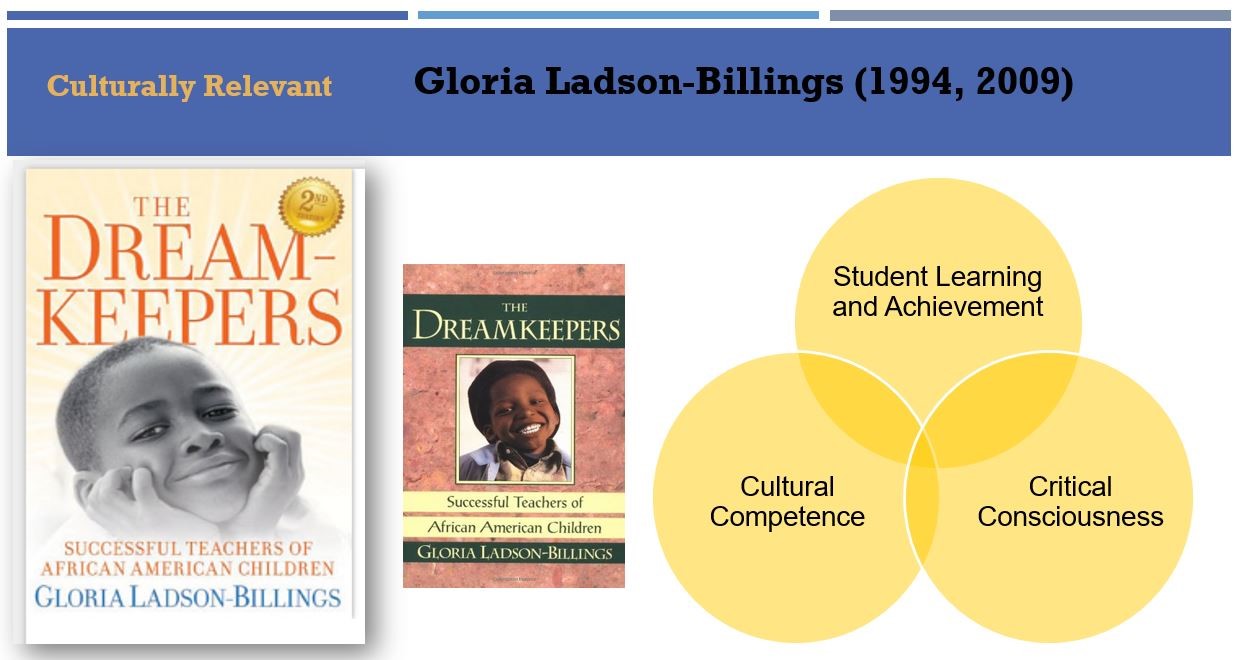 Culturally Relevant
Gloria Ladson-Billings (1994, 2009)
THE
DREAM-
KEEPERS
2ND
EDITION
SUCCESSFUL TEACHERS OF
AFRICAN AMERICAN CHILDREN
GLORIA LADSON-BILLINGS
THE
DREAMKEEPERS
Successful Teachers of
African American Children
GLORIA LADSON-BILLINGS
Student Learning
and Achievement
Cultural
Competence
Critical
Consciousness